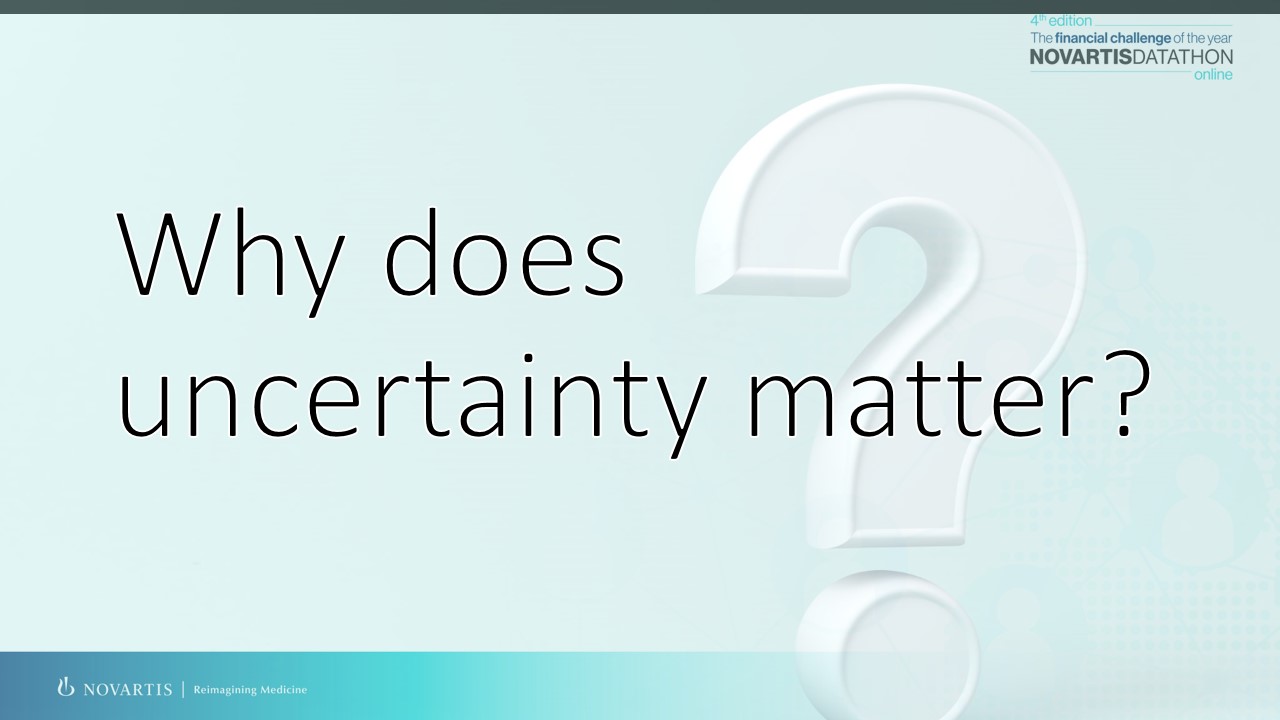 4th edition
The financial challenge of the year
NOVARTISDATATHON
online
Why does
uncertainty matter?
NOVARTIS | Reimagining Medicine